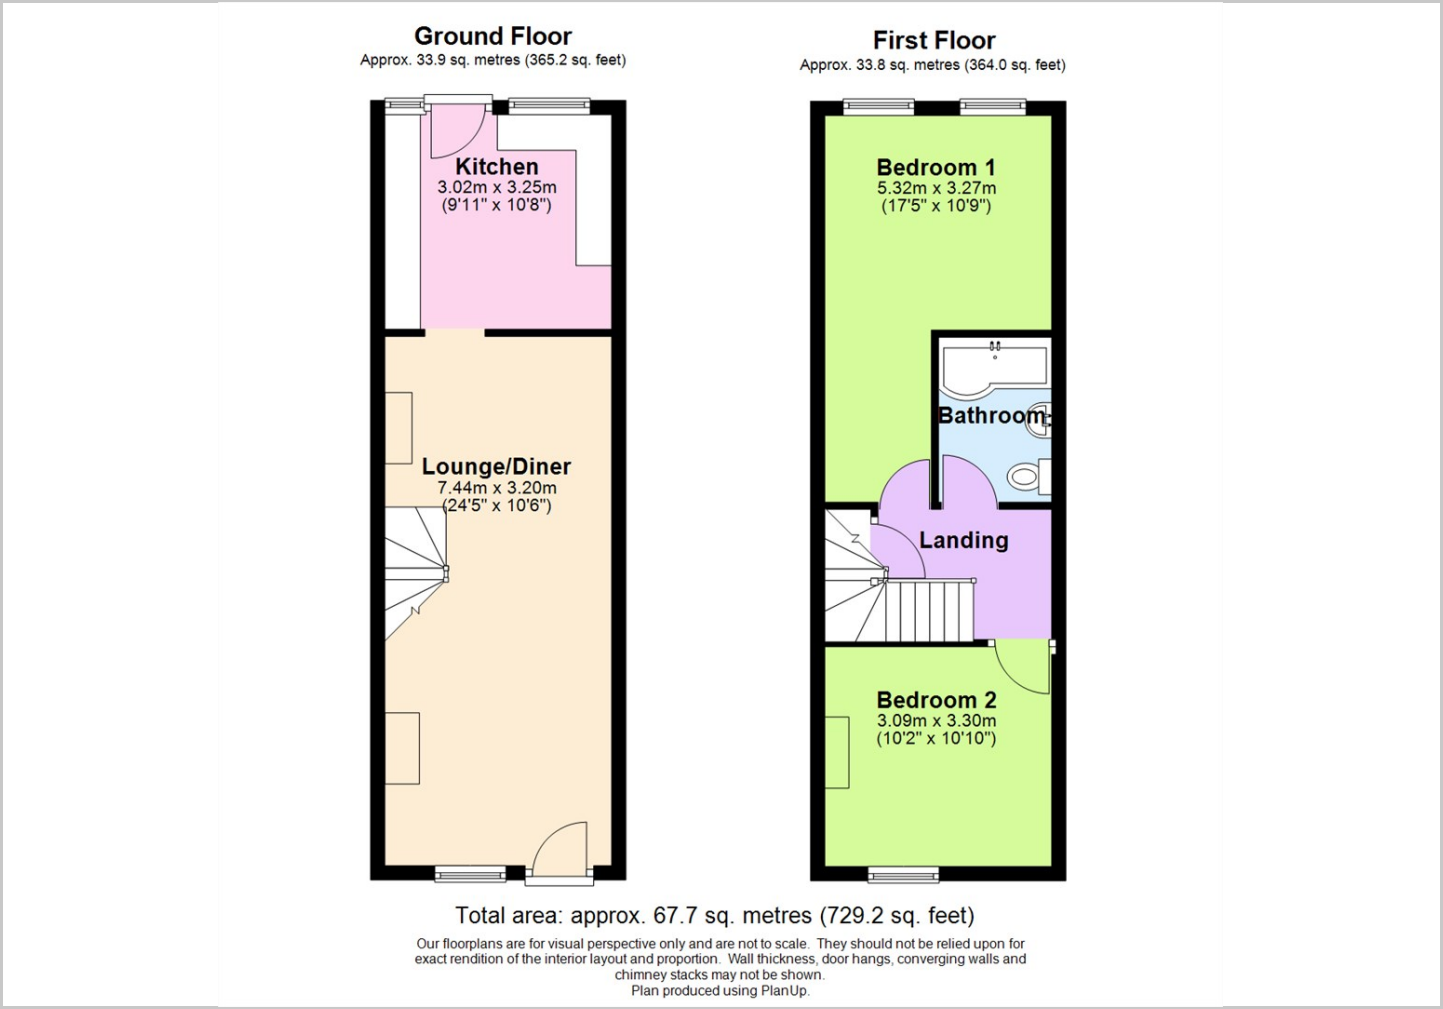 Ground Floor
Approx. 33.9 sq. metres (365.2 sq. feet)
Kitchen
3.02m x 3.25m
(9'11" x 10'8")
Lounge/Diner
7.44m x 3.20m
(24'5" x 10'6")
First Floor
Approx. 33.8 sq. metres (364.0 sq. feet)
Bedroom 1
5.32m x 3.27m
(17'5" x 10'9")
Bathroom
Landing
Bedroom 2
3.09m x 3.30m
(10'2" x 10'10")
Total area: approx. 67.7 sq. metres (729.2 sq. feet)
Our floorplans are for visual perspective only and are not to scale. They should not be relied upon for
exact rendition of the interior layout and proportion. Wall thickness, door hangs, converging walls and
chimney stacks may not be shown.
Plan produced using PlanUp.